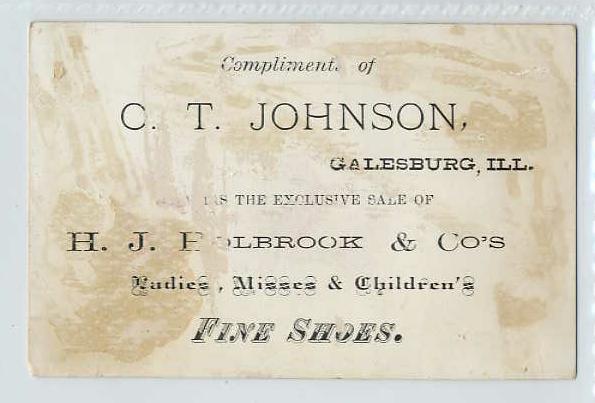 Compliment. of
C. T. JOHNSON,
GALESBURG, ILL.
THE EXCLUSIVE SALE OF
H. J. HOLBROOK & CO'S
Ladies, Misses & Children's
FINE SHOES.